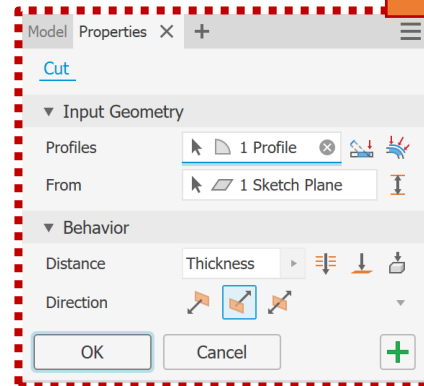 Model Properties
Cut
Input Geometry
Profiles 1 Profile
From 1 Sketch Plane
Behavior
Distance Thickness
Direction
OK Cancel